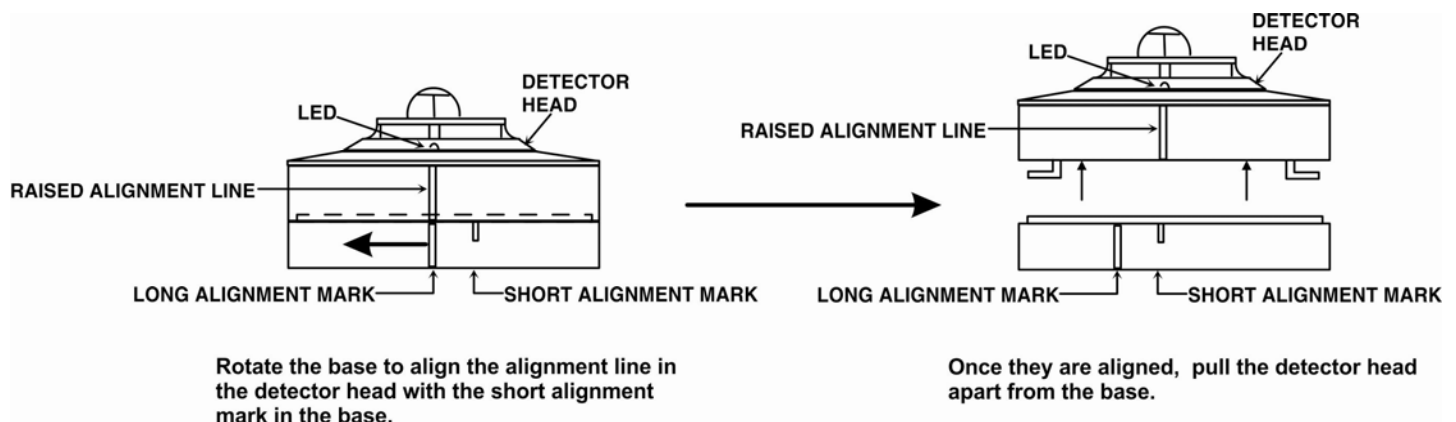 DETECTOR
HEAD
LED
RAISED ALIGNMENT LINE
LONG ALIGNMENT MARK
SHORT ALIGNMENT MARK
Rotate the base to align the alignment line in
the detector head with the short alignment
mark in the base.
DETECTOR
HEAD
LED
RAISED ALIGNMENT LINE
LONG ALIGNMENT MARK
SHORT ALIGNMENT MARK
Once they are aligned, pull the detector head
apart from the base.